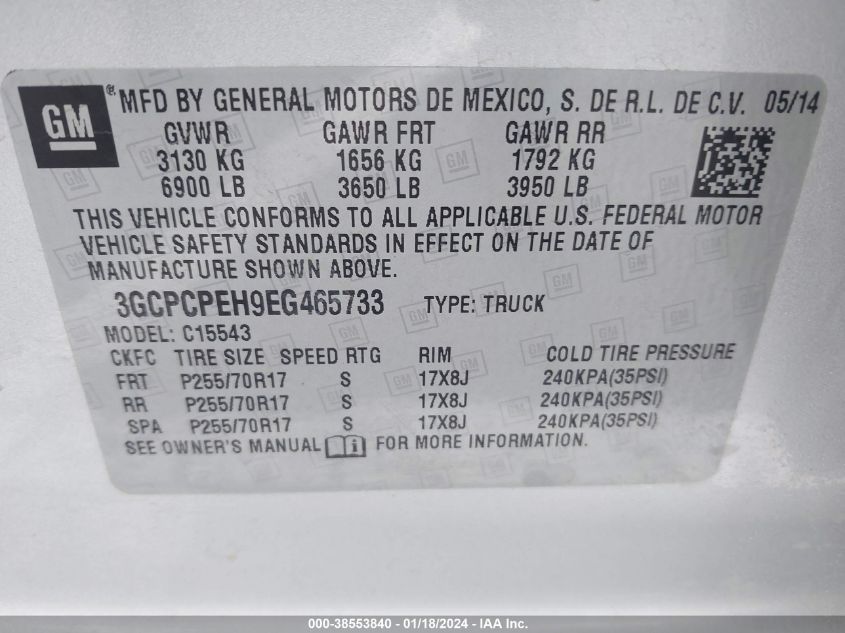 GM ® MFD BY GENERAL MOTORS DE MEXICO, S. DE R.L. DE C.V. 05/14
GVWR GAWR FRT GAWR RR
3130 KG 1656 KG 1792 KG
6900 LB 3650 LB 3950 LB
THIS VEHICLE CONFORMS TO ALL APPLICABLE U.S. FEDERAL MOTOR
VEHICLE SAFETY STANDARDS IN EFFECT ON THE DATE OF
MANUFACTURE SHOWN ABOVE.
3GCPCPEH9EG465733 TYPE: TRUCK
MODEL: C15543
CKFC TIRE SIZE SPEED RTG RIM COLD TIRE PRESSURE
FRT P255/70R17 S 17X8J 240KPA(35PSI)
RR P255/70R17 S 17X8J 240KPA(35PSI)
SPA P255/70R17 S 17X8J 240KPA(35PSI)
SEE OWNER'S MANUAL i FOR MORE INFORMATION.
000-38553840 - 01/18/2024 - IAA Inc.